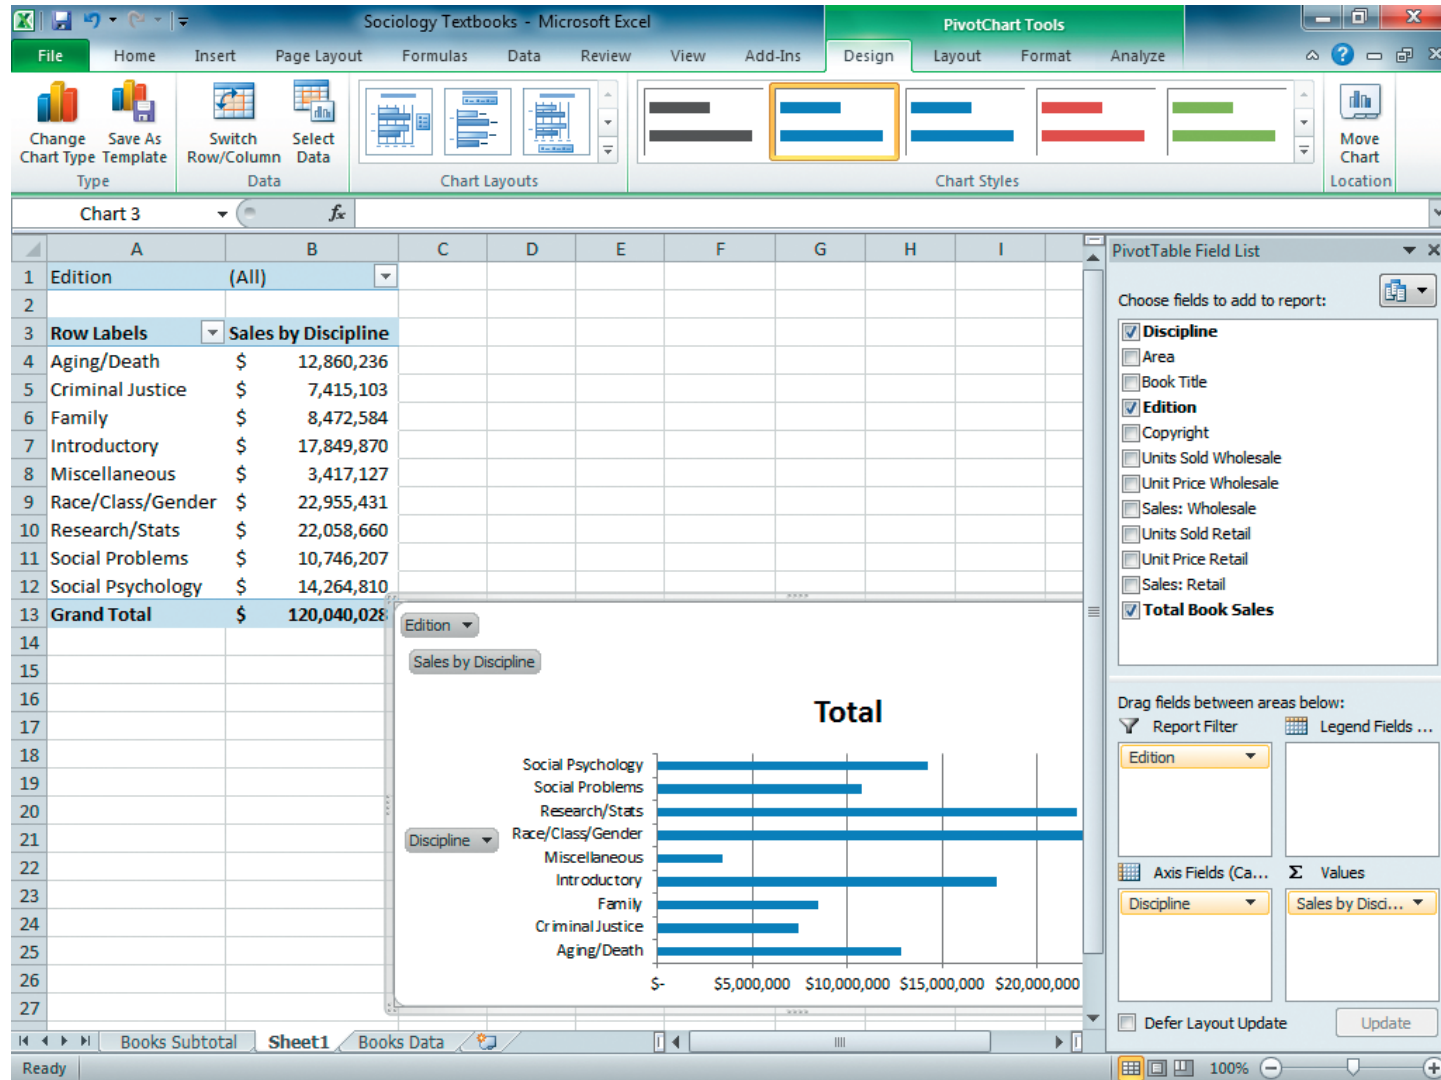 Sociology Textbooks - Microsoft Excel
PivotChart Tools
File Home Insert Page Layout Formulas Data Review View Add-Ins Design Layout Format Analyze
Change Chart Type
Save As Template
Switch Row/Column
Select Data
Move Chart
Type Data Chart Layouts Chart Styles Location
Chart 3 fx
A B C D E F G H I
1 Edition (All)
2
3 Row Labels Sales by Discipline
4 Aging/Death $ 12,860,236
5 Criminal Justice $ 7,415,103
6 Family $ 8,472,584
7 Introductory $ 17,849,870
8 Miscellaneous $ 3,417,127
9 Race/Class/Gender $ 22,955,431
10 Research/Stats $ 22,058,660
11 Social Problems $ 10,746,207
12 Social Psychology $ 14,264,810
13 Grand Total $ 120,040,028
14
15
16
17
18
19
20
21
22
23
24
25
26
27
Edition
Sales by Discipline
Total
Social Psychology
Social Problems
Research/Stats
Race/Class/Gender
Miscellaneous
Introductory
Family
Criminal Justice
Aging/Death
Discipline
$- $5,000,000 $10,000,000 $15,000,000 $20,000,000
PivotTable Field List
Choose fields to add to report:
Discipline
Area
Book Title
Edition
Copyright
Units Sold Wholesale
Unit Price Wholesale
Sales: Wholesale
Units Sold Retail
Unit Price Retail
Sales: Retail
Total Book Sales
Drag fields between areas below:
Report Filter Legend Fields ...
Edition
Axis Fields (Ca... Σ Values
Discipline Sales by Disci...
Defer Layout Update Update
Books Subtotal Sheet1 Books Data
Ready 100%